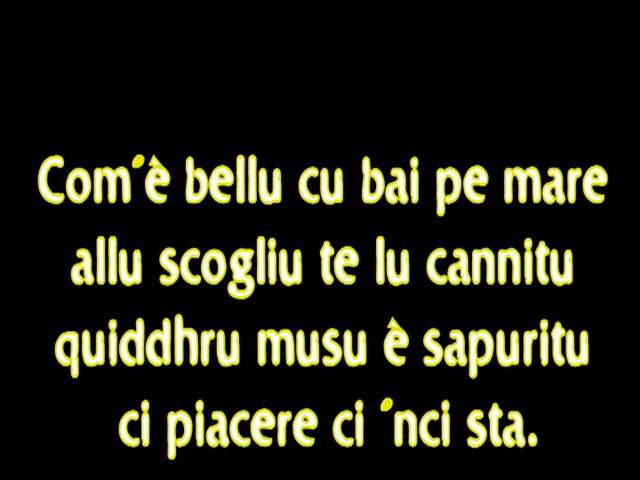 Com´è bellu cu bai pe mare
allu scogliu te lu cannitu
quiddhru musu è sapuritu
ci piacere ci ´nci sta.